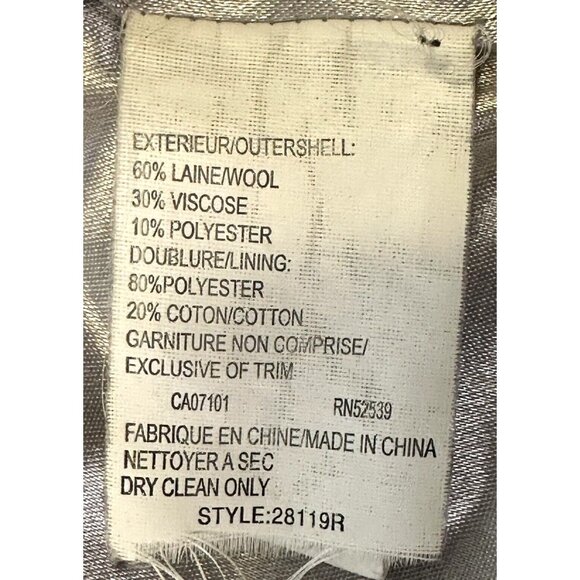 EXTERIEUR/OUTERSHELL:
60% LAINE/WOOL
30% VISCOSE
10% POLYESTER
DOUBLURE/LINING:
80%POLYESTER
20% COTON/COTTON
GARNITURE NON COMPRISE/
EXCLUSIVE OF TRIM
CA07101 RN52539
FABRIQUE EN CHINE/MADE IN CHINA
NETTOYER A SEC
DRY CLEAN ONLY
STYLE:28119R